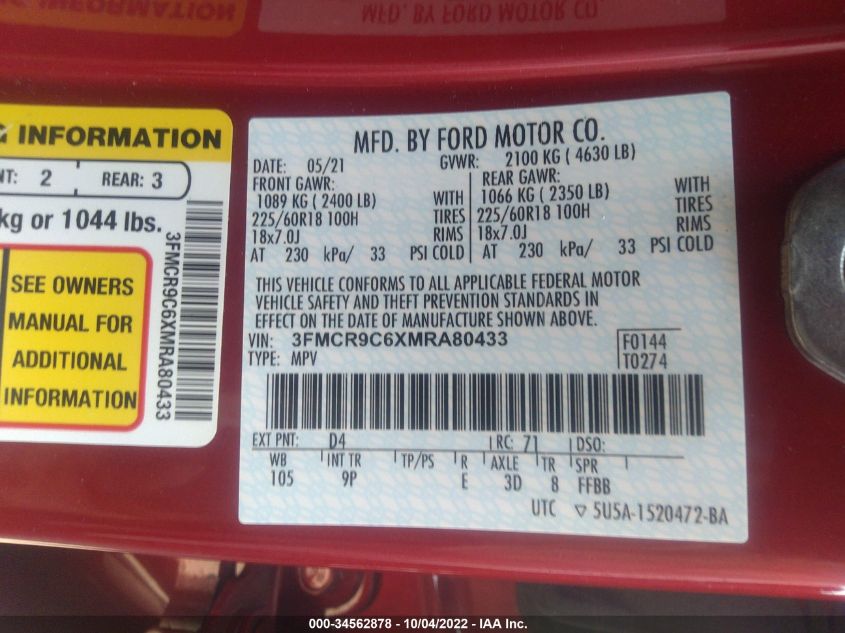 INFORMATION
MFD. BY FORD MOTOR CO.
INFORMATION
NT: 2 REAR: 3
kg or 1044 lbs.
SEE OWNERS
MANUAL FOR
ADDITIONAL
INFORMATION
3FMCR9C6XMRA80433
MFD. BY FORD MOTOR CO.
DATE: 05/21 GVWR: 2100 KG ( 4630 LB)
FRONT GAWR: REAR GAWR:
1089 KG ( 2400 LB) WITH 1066 KG ( 2350 LB) WITH
225/60R18 100H TIRES 225/60R18 100H TIRES
18x7.0J RIMS 18x7.0J RIMS
AT 230 kPa/ 33 PSI COLD AT 230 kPa/ 33 PSI COLD
THIS VEHICLE CONFORMS TO ALL APPLICABLE FEDERAL MOTOR
VEHICLE SAFETY AND THEFT PREVENTION STANDARDS IN
EFFECT ON THE DATE OF MANUFACTURE SHOWN ABOVE.
VIN: 3FMCR9C6XMRA80433 F0144
TYPE: MPV T0274
EXT PNT: D4 RC: 71 DSO:
WB INT TR TP/PS R AXLE TR SPR
105 9P E 3D 8 FFBB
UTC ▽ 5U5A-1520472-BA
000-34562878 - 10/04/2022 - IAA Inc.